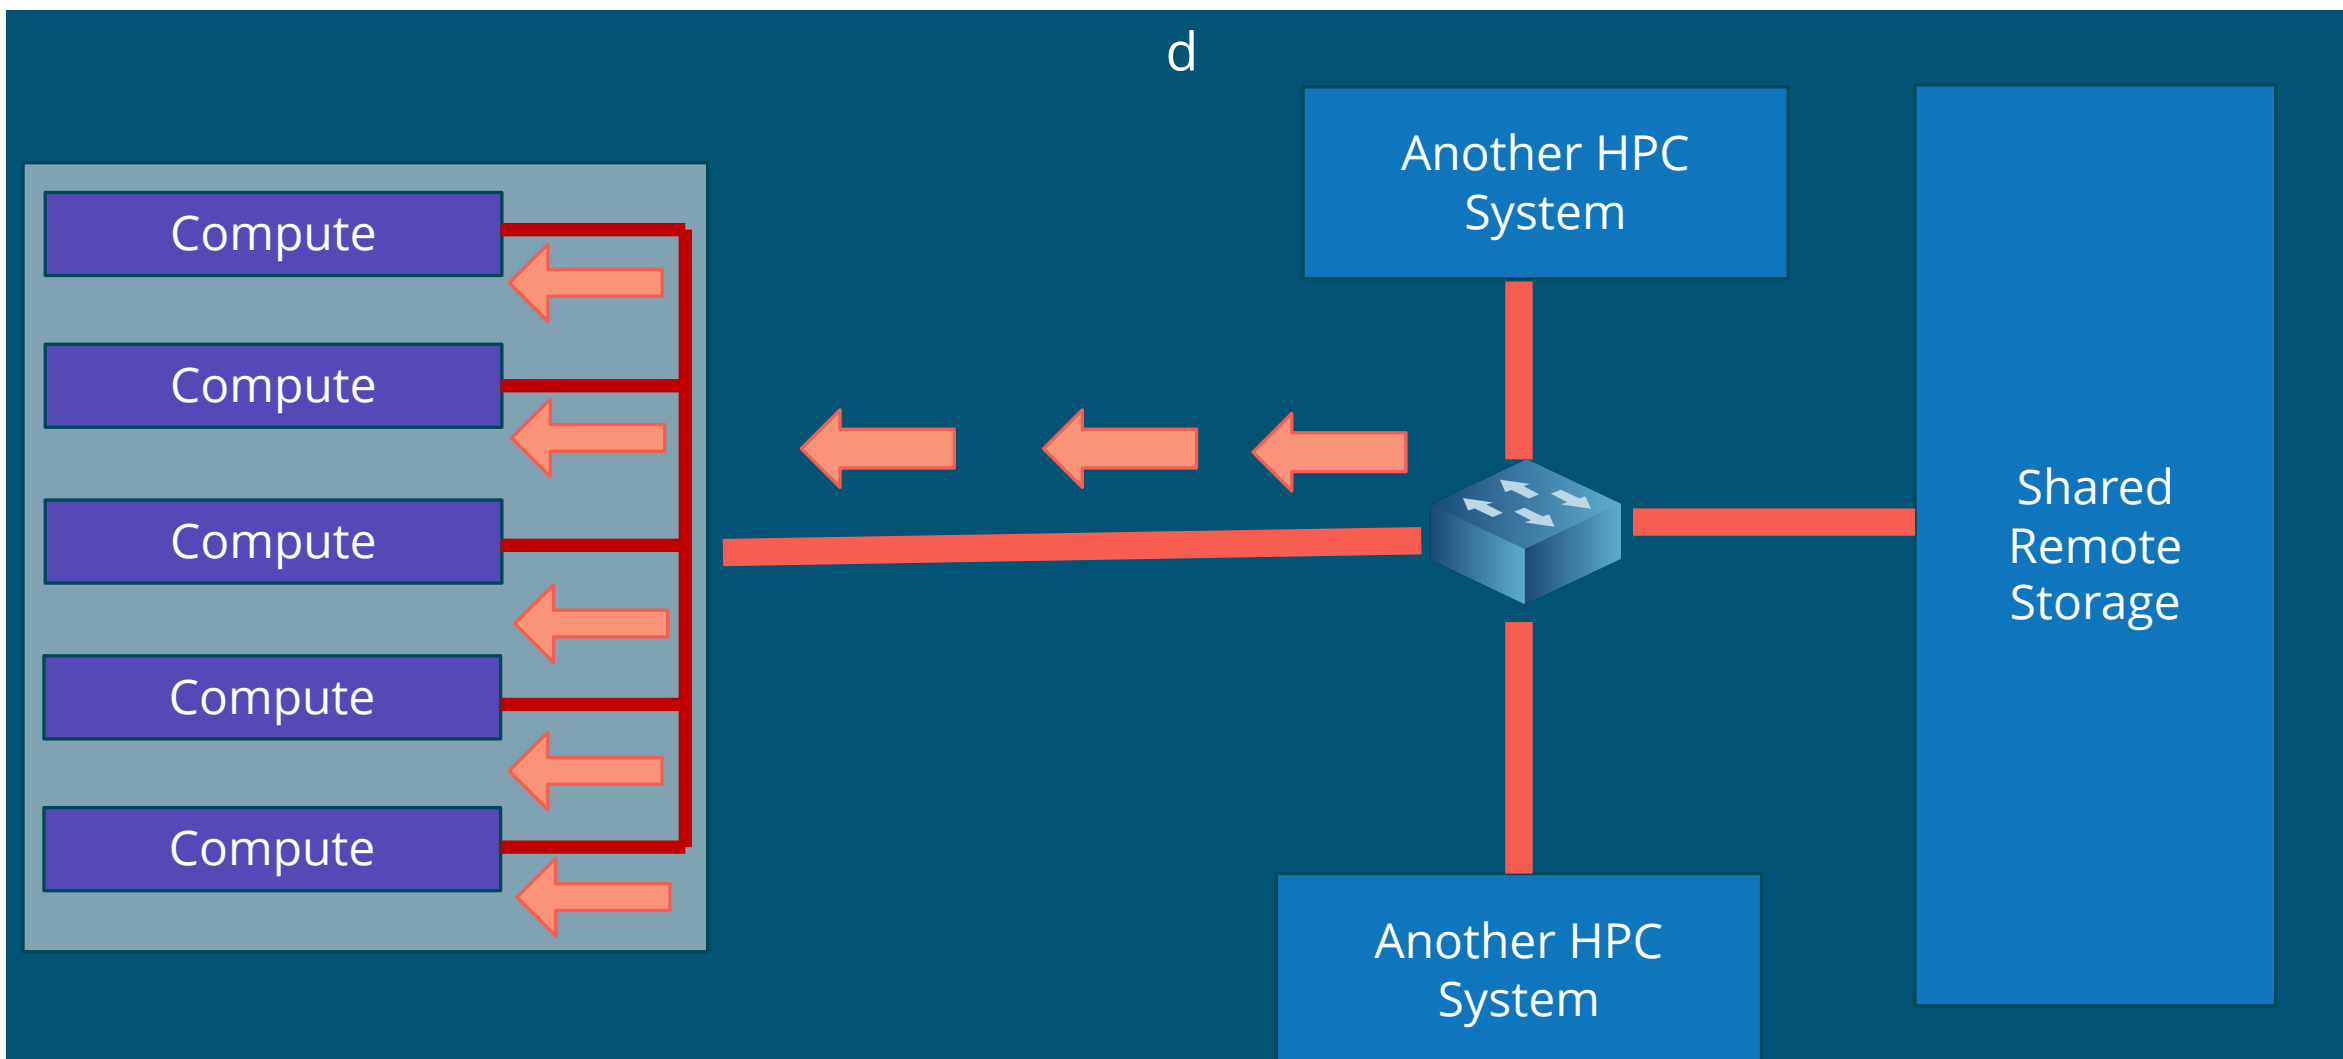 d
Compute
Compute
Compute
Compute
Compute
Another HPC
System
Another HPC
System
Shared
Remote
Storage